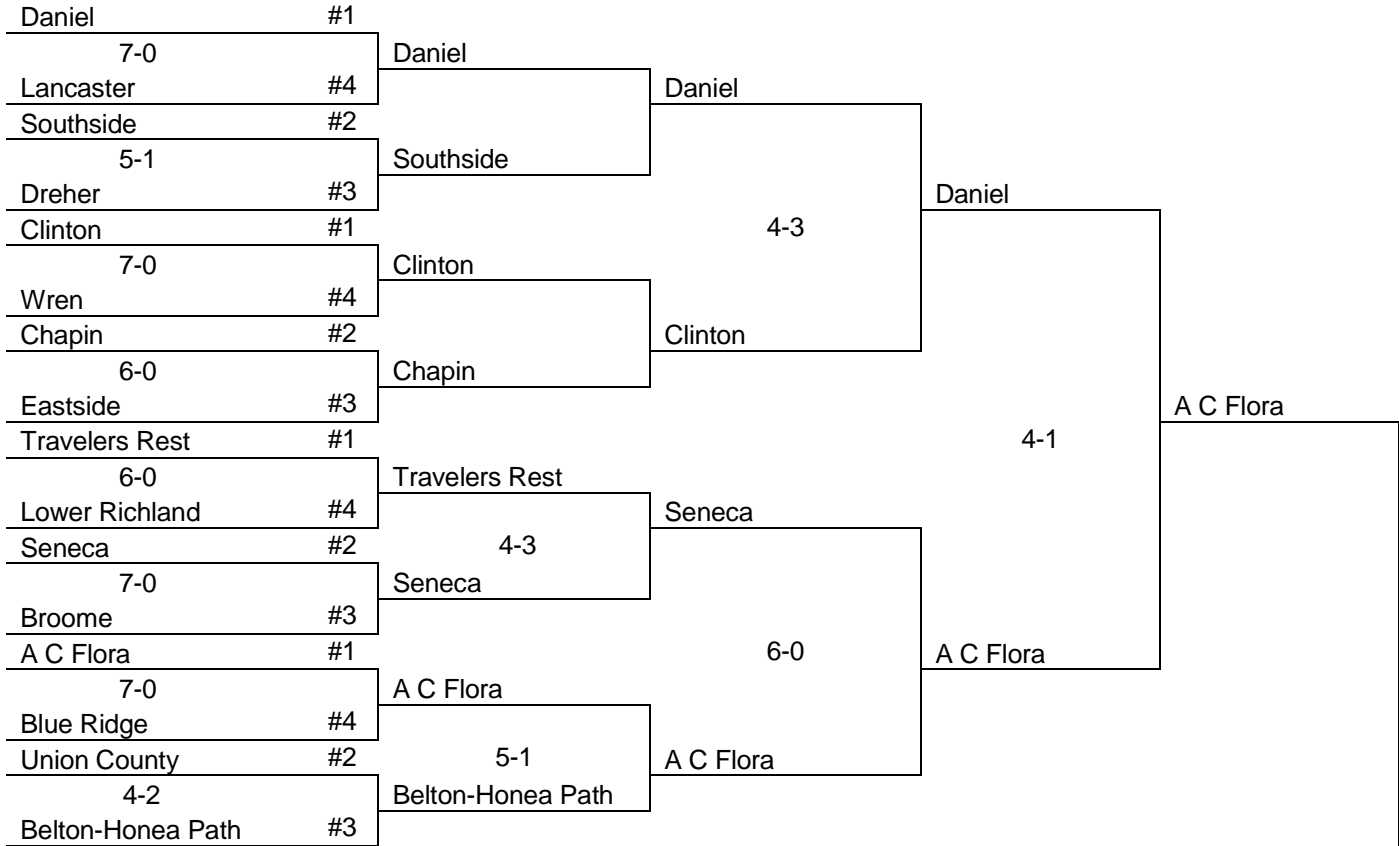 Daniel #1
7-0 Daniel
Lancaster #4 Daniel
Southside #2
5-1 Southside
Dreher #3 Daniel
Clinton #1 4-3
7-0 Clinton
Wren #4
Chapin #2 Clinton
6-0 Chapin
Eastside #3 A C Flora
Travelers Rest #1 4-1
6-0 Travelers Rest
Lower Richland #4 Seneca
Seneca #2 4-3
7-0 Seneca
Broome #3
A C Flora #1 6-0 A C Flora
7-0 A C Flora
Blue Ridge #4
Union County #2 5-1 A C Flora
4-2 Belton-Honea Path
Belton-Honea Path #3